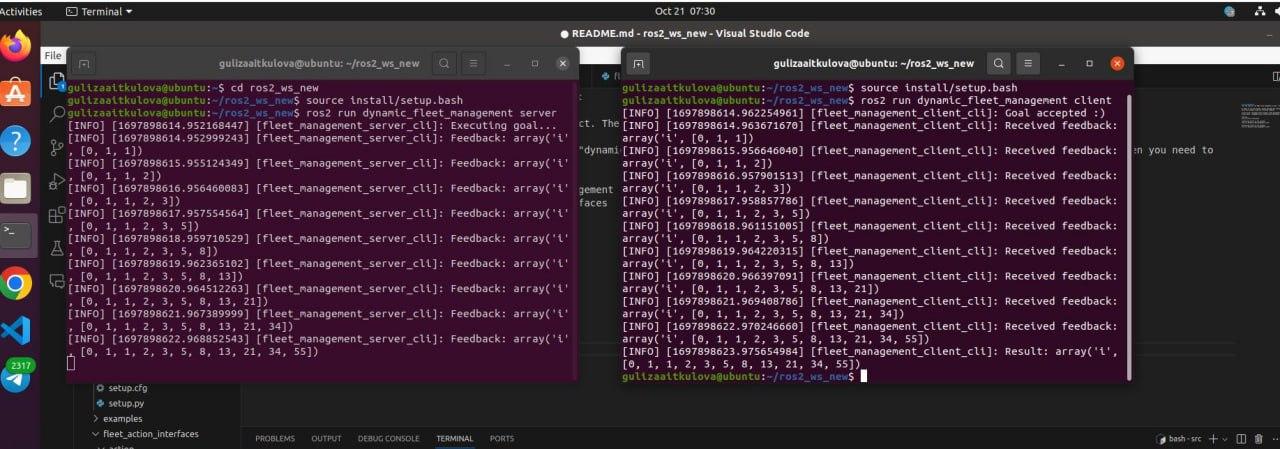 Activities
Terminal
Oct 21 07:30
README.md - ros2_ws_new - Visual Studio Code
File
gulizaaitkulova@ubuntu: ~/ros2_ws_new
gulizaaitkulova@ubuntu:~$ cd ros2_ws_new
gulizaaitkulova@ubuntu:~/ros2_ws_new$ source install/setup.bash
gulizaaitkulova@ubuntu:~/ros2_ws_new$ ros2 run dynamic_fleet_management server
[INFO] [1697898614.952168447] [fleet_management_server_cli]: Executing goal...
[INFO] [1697898614.952999243] [fleet_management_server_cli]: Feedback: array('i'
, [0, 1, 1])
[INFO] [1697898615.955124349] [fleet_management_server_cli]: Feedback: array('i'
, [0, 1, 1, 2])
[INFO] [1697898616.956460083] [fleet_management_server_cli]: Feedback: array('i'
, [0, 1, 1, 2, 3])
[INFO] [1697898617.957554564] [fleet_management_server_cli]: Feedback: array('i'
, [0, 1, 1, 2, 3, 5])
[INFO] [1697898618.959710529] [fleet_management_server_cli]: Feedback: array('i'
, [0, 1, 1, 2, 3, 5, 8])
[INFO] [1697898619.962365102] [fleet_management_server_cli]: Feedback: array('i'
, [0, 1, 1, 2, 3, 5, 8, 13])
[INFO] [1697898620.964512263] [fleet_management_server_cli]: Feedback: array('i'
, [0, 1, 1, 2, 3, 5, 8, 13, 21])
[INFO] [1697898621.967389999] [fleet_management_server_cli]: Feedback: array('i'
, [0, 1, 1, 2, 3, 5, 8, 13, 21, 34])
[INFO] [1697898622.968852543] [fleet_management_server_cli]: Feedback: array('i'
, [0, 1, 1, 2, 3, 5, 8, 13, 21, 34, 55])
gulizaaitkulova@ubuntu: ~/ros2_ws_new
gulizaaitkulova@ubuntu:~/ros2_ws_new$ source install/setup.bash
gulizaaitkulova@ubuntu:~/ros2_ws_new$ ros2 run dynamic_fleet_management client
[INFO] [1697898614.962254961] [fleet_management_client_cli]: Goal accepted :)
[INFO] [1697898614.963671670] [fleet_management_client_cli]: Received feedback:
array('i', [0, 1, 1])
[INFO] [1697898615.956646040] [fleet_management_client_cli]: Received feedback:
array('i', [0, 1, 1, 2])
[INFO] [1697898616.957901513] [fleet_management_client_cli]: Received feedback:
array('i', [0, 1, 1, 2, 3])
[INFO] [1697898617.958857786] [fleet_management_client_cli]: Received feedback:
array('i', [0, 1, 1, 2, 3, 5])
[INFO] [1697898618.961151005] [fleet_management_client_cli]: Received feedback:
array('i', [0, 1, 1, 2, 3, 5, 8])
[INFO] [1697898619.964220315] [fleet_management_client_cli]: Received feedback:
array('i', [0, 1, 1, 2, 3, 5, 8, 13])
[INFO] [1697898620.966397091] [fleet_management_client_cli]: Received feedback:
array('i', [0, 1, 1, 2, 3, 5, 8, 13, 21])
[INFO] [1697898621.969408786] [fleet_management_client_cli]: Received feedback:
array('i', [0, 1, 1, 2, 3, 5, 8, 13, 21, 34])
[INFO] [1697898622.970246660] [fleet_management_client_cli]: Received feedback:
array('i', [0, 1, 1, 2, 3, 5, 8, 13, 21, 34, 55])
[INFO] [1697898623.975654984] [fleet_management_client_cli]: Result: array('i',
[0, 1, 1, 2, 3, 5, 8, 13, 21, 34, 55])
gulizaaitkulova@ubuntu:~/ros2_ws_new$
ct. The
"dynami
n you need to
gement
faces
2317
setup.cfg
setup.py
examples
fleet_action_interfaces
PROBLEMS OUTPUT DEBUG CONSOLE TERMINAL PORTS
bash - src